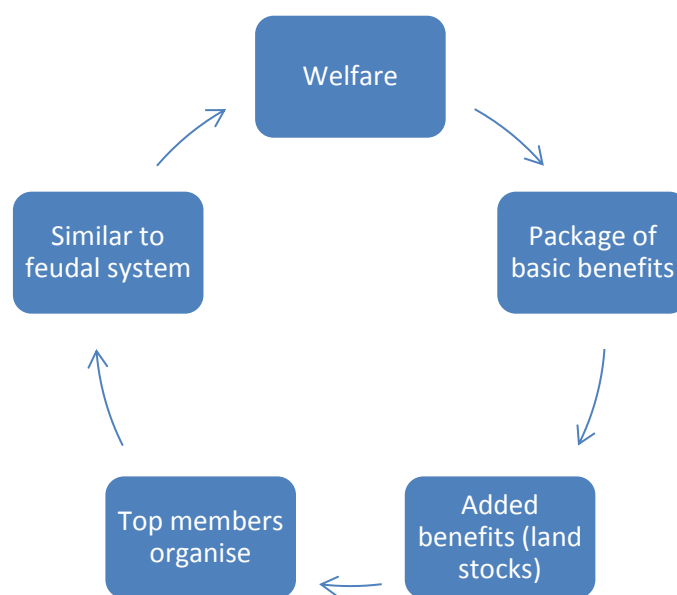 Welfare
Package of
basic benefits
Added
benefits (land
stocks)
Top members
organise
Similar to
feudal system